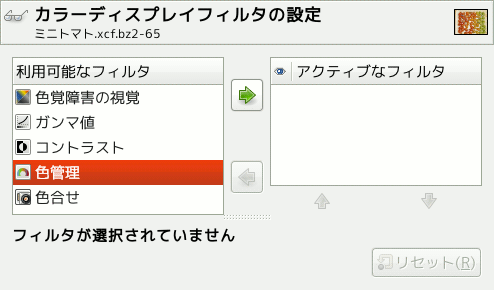 カラーディスプレイフィルタの設定
ミニトマト.xcf.bz2-65
利用可能なフィルタ
色覚障害の視覚
ガンマ値
コントラスト
色管理
色合せ
アクティブなフィルタ
フィルタが選択されていません
リセット(R)